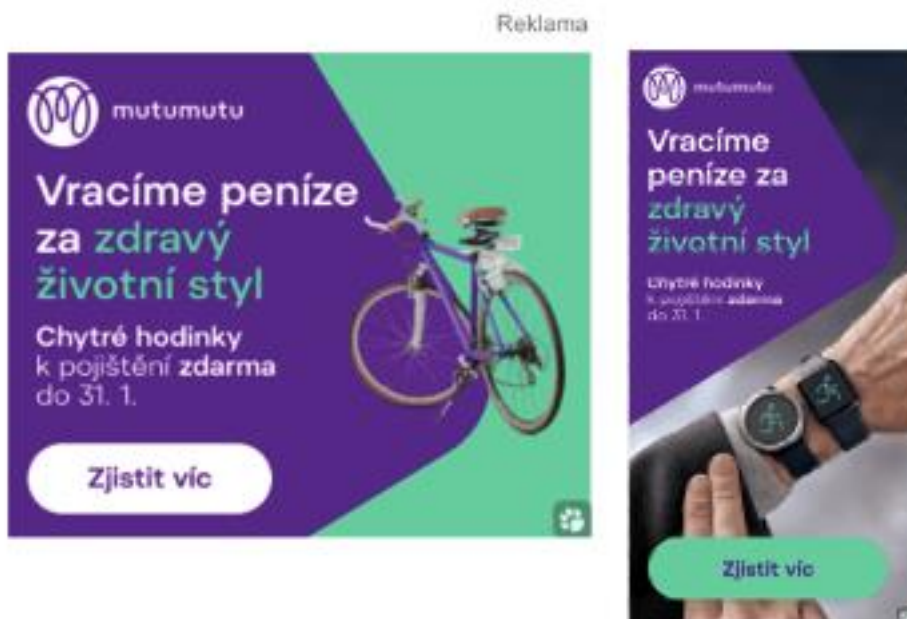 Reklama
mutumutu
Vracíme peníze
za zdravý
životní styl
Chytré hodinky
k pojištění zdarma
do 31. 1.
Zjistit víc
mutumutu
Vracíme
peníze za
zdravý
životní styl
Chytré hodinky
k pojištění zdarma
do 31. 1.
Zjistit víc